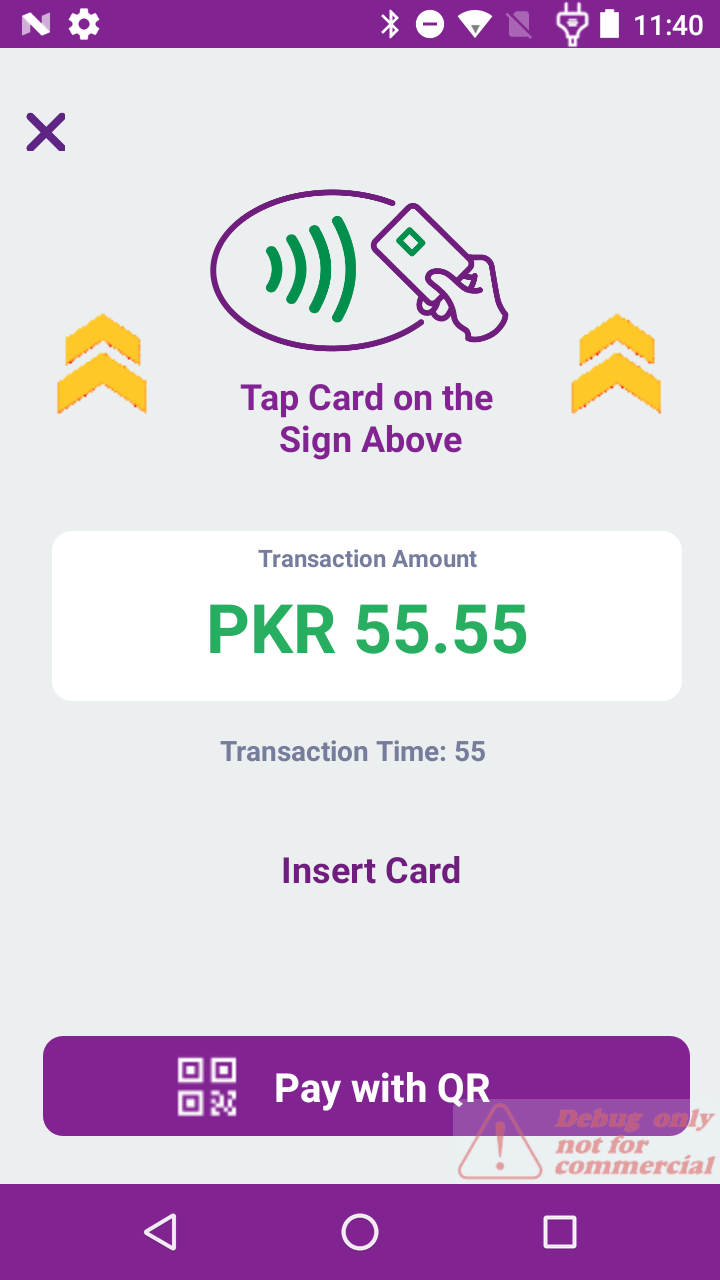 11:40
Tap Card on the
Sign Above
Transaction Amount
PKR 55.55
Transaction Time: 55
Insert Card
Pay with QR
Debug only
not for
commercial